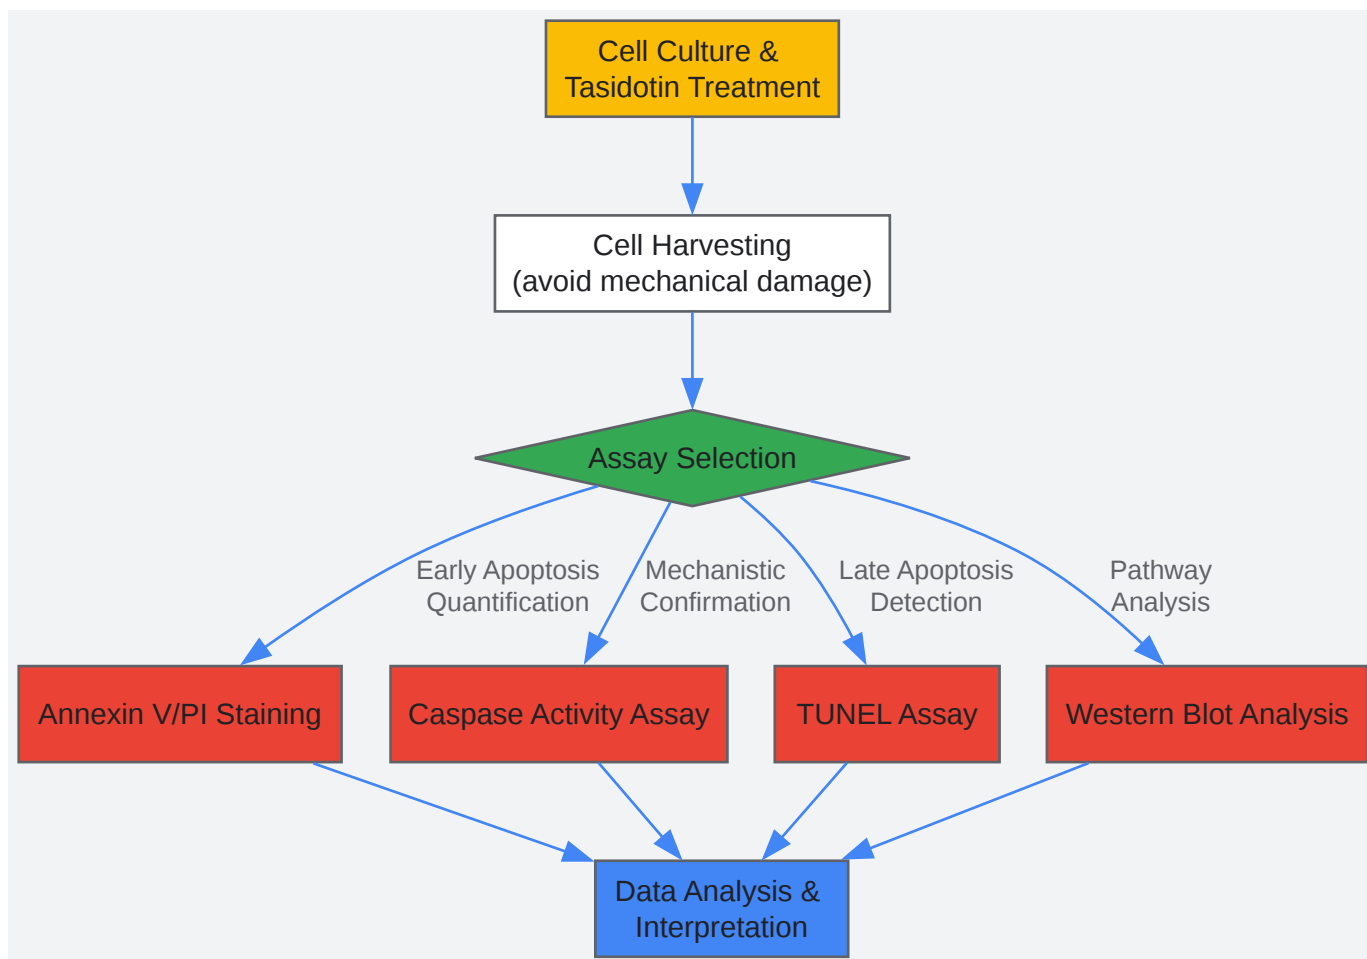 Cell Culture &
Tasidotin Treatment
Cell Harvesting
(avoid mechanical damage)
Assay Selection
Early Apoptosis
Quantification
Mechanistic
Confirmation
Late Apoptosis
Detection
Pathway
Analysis
Annexin V/PI Staining
Caspase Activity Assay
TUNEL Assay
Western Blot Analysis
Data Analysis &
Interpretation